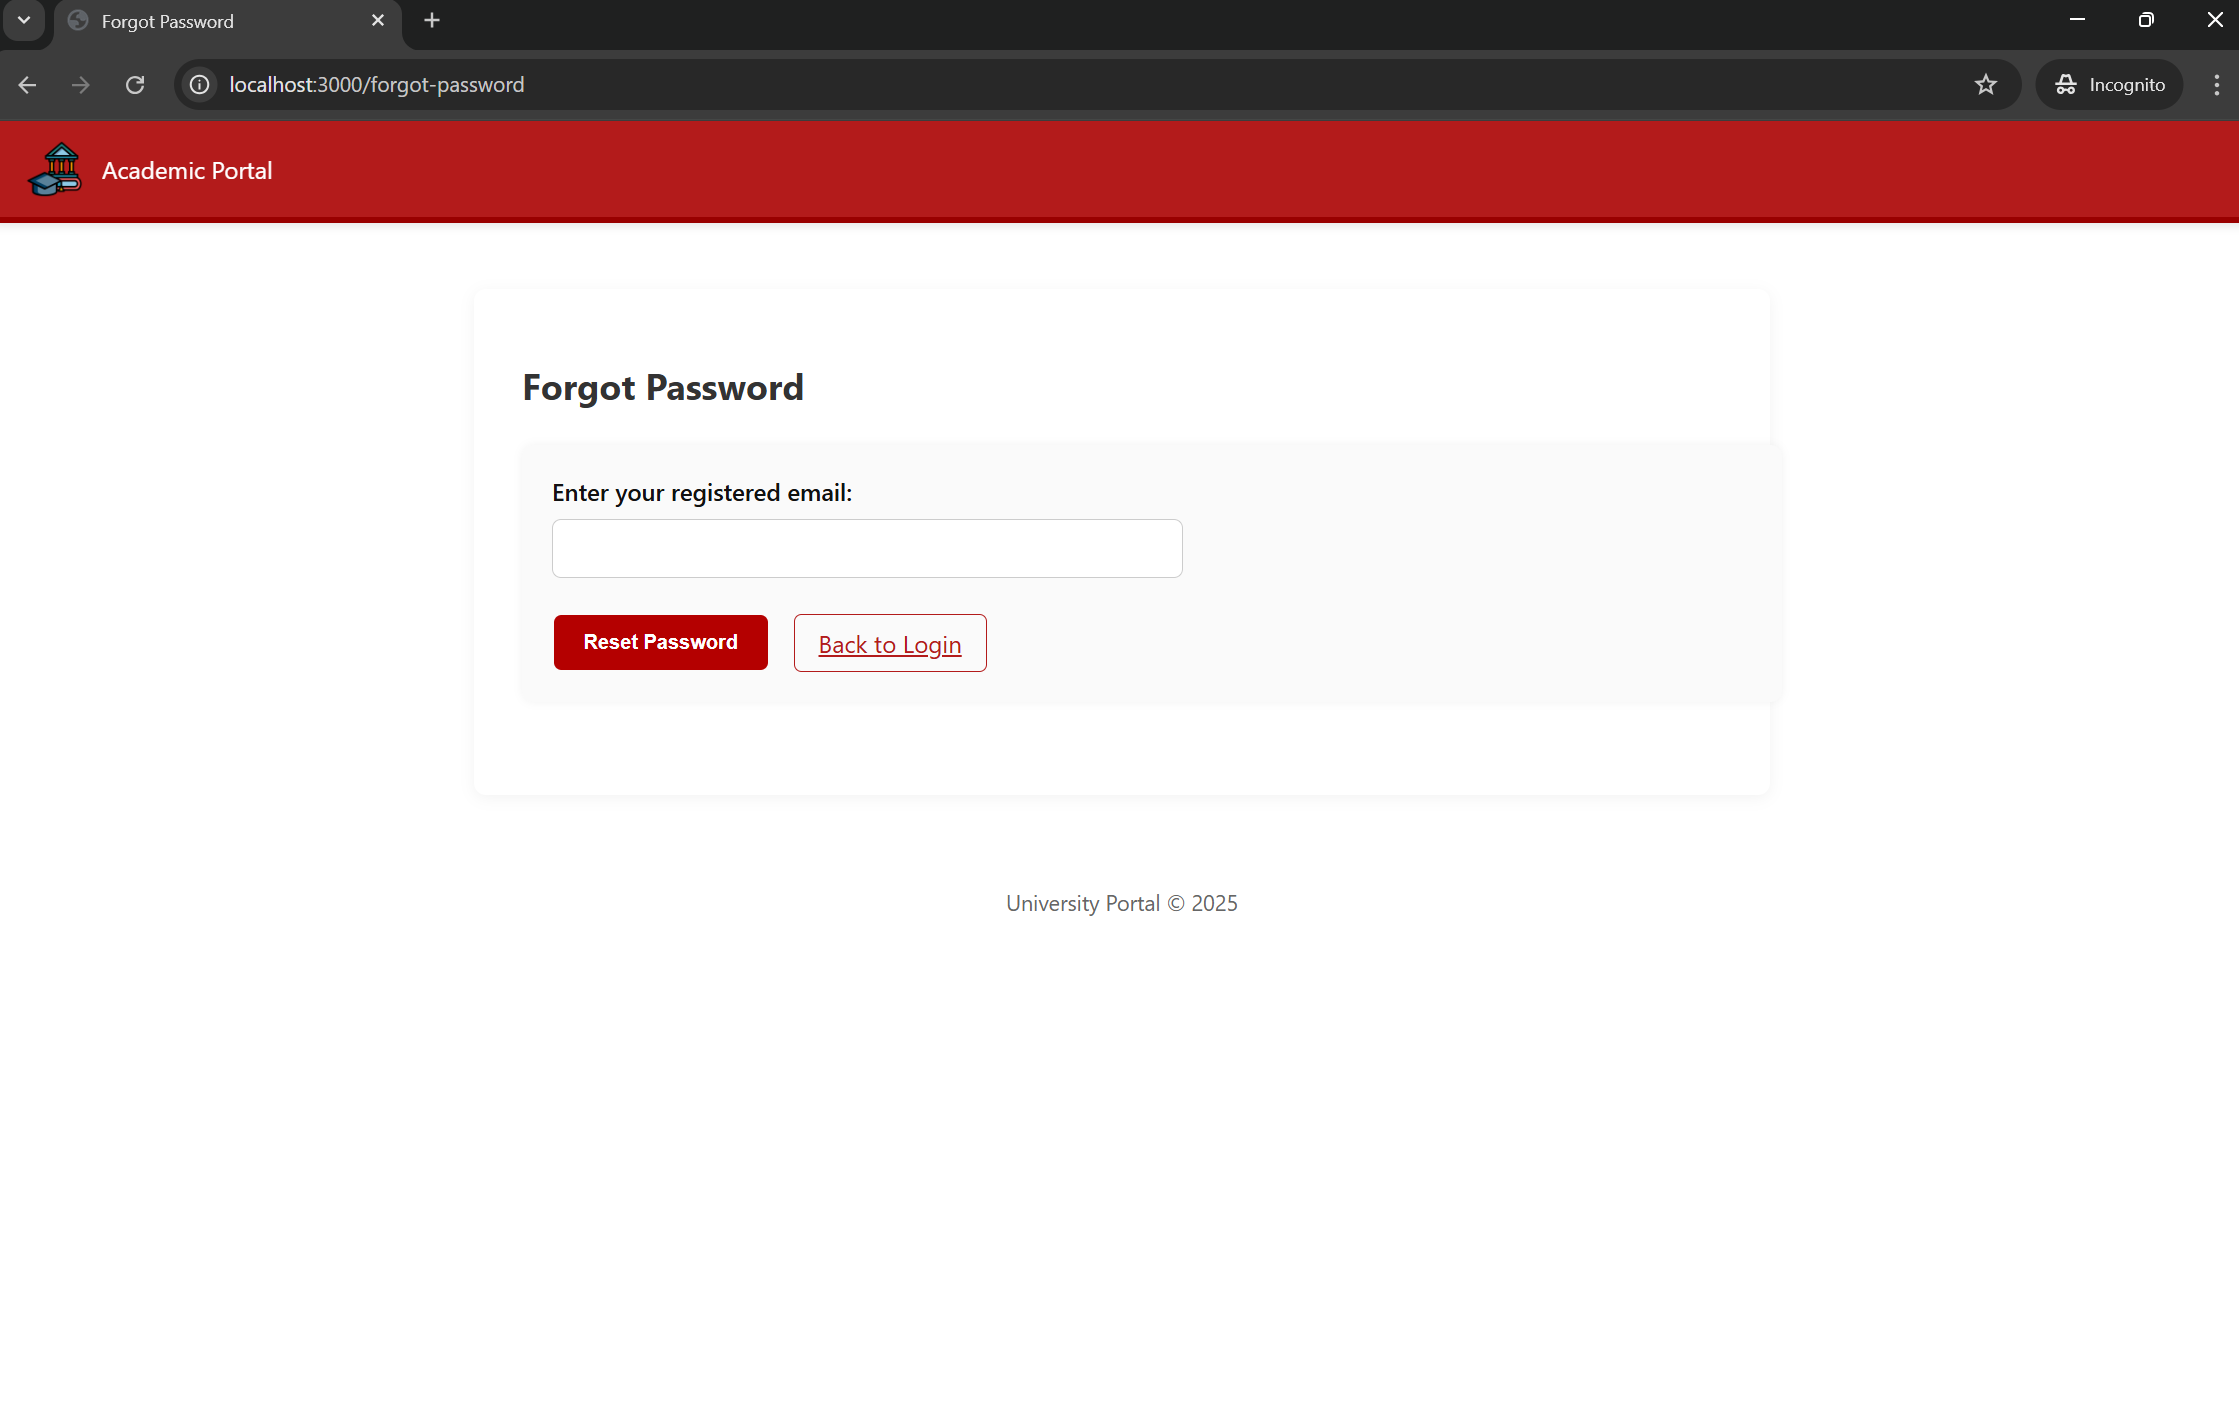 Forgot Password
localhost:3000/forgot-password
Incognito
Academic Portal
Forgot Password
Enter your registered email:
Reset Password
Back to Login
University Portal © 2025